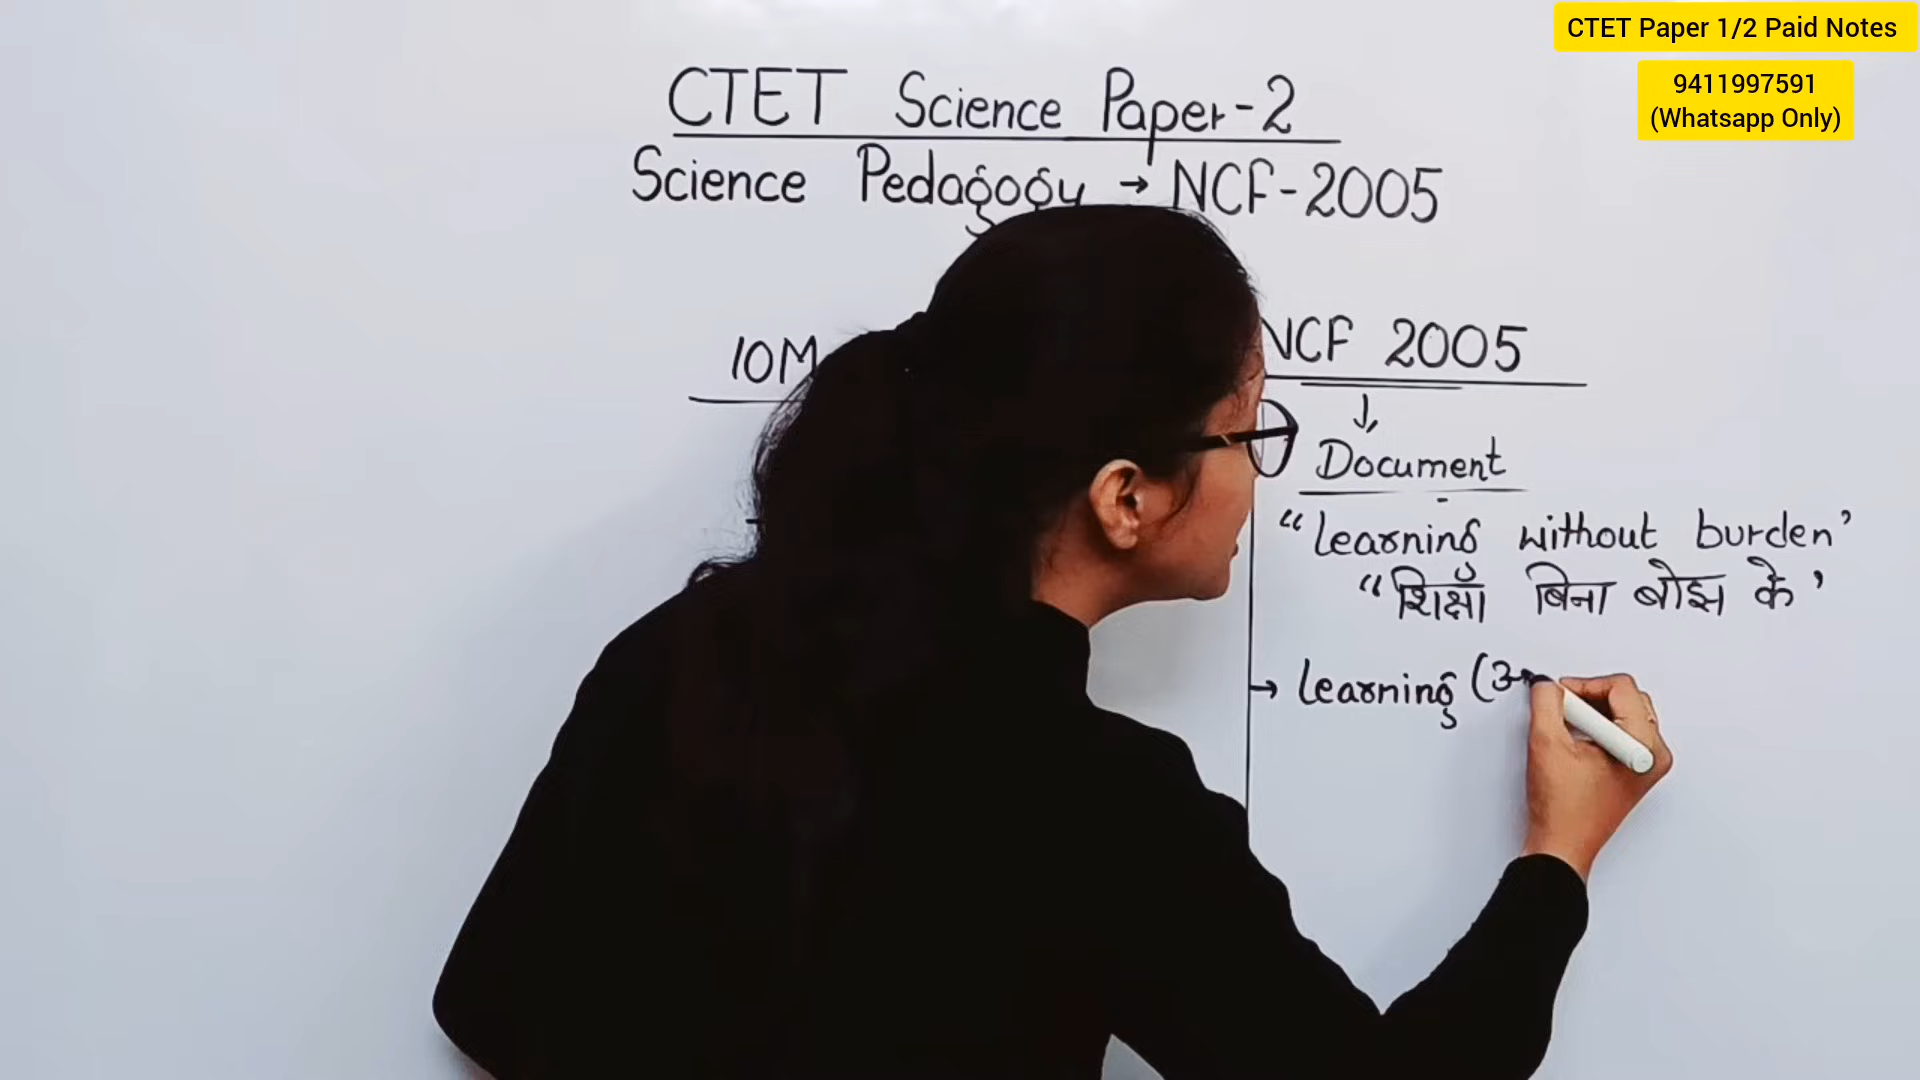 CTET Paper 1/2 Paid Notes
9411997591
(Whatsapp Only)
CTET Science Paper-2
Science Pedagogy → NCF-2005
10M
NCF 2005
Document
"Learning without burden"
"शिक्षा बिना बोझ के"
→ Learning (